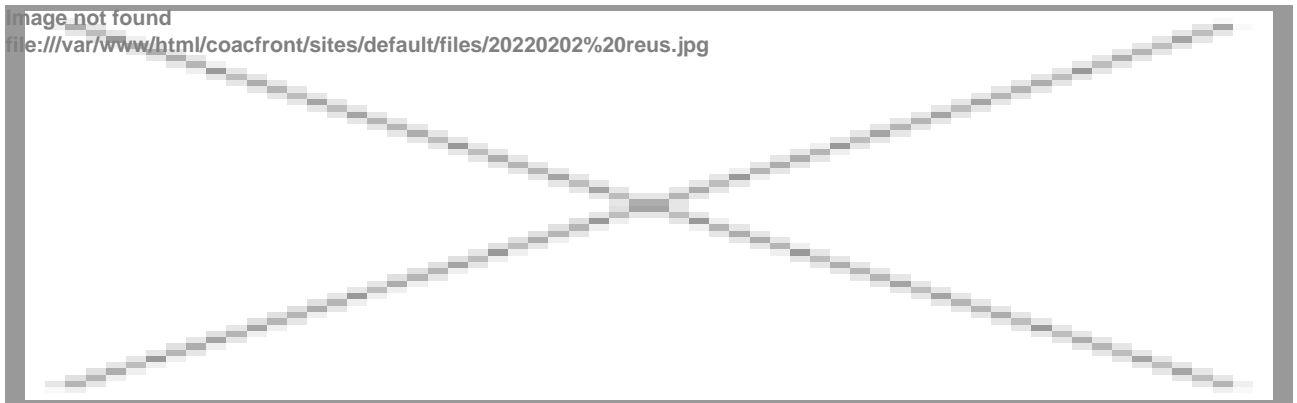 Image not found
file:///var/www/html/coacfront/sites/default/files/20220202%20reus.jpg